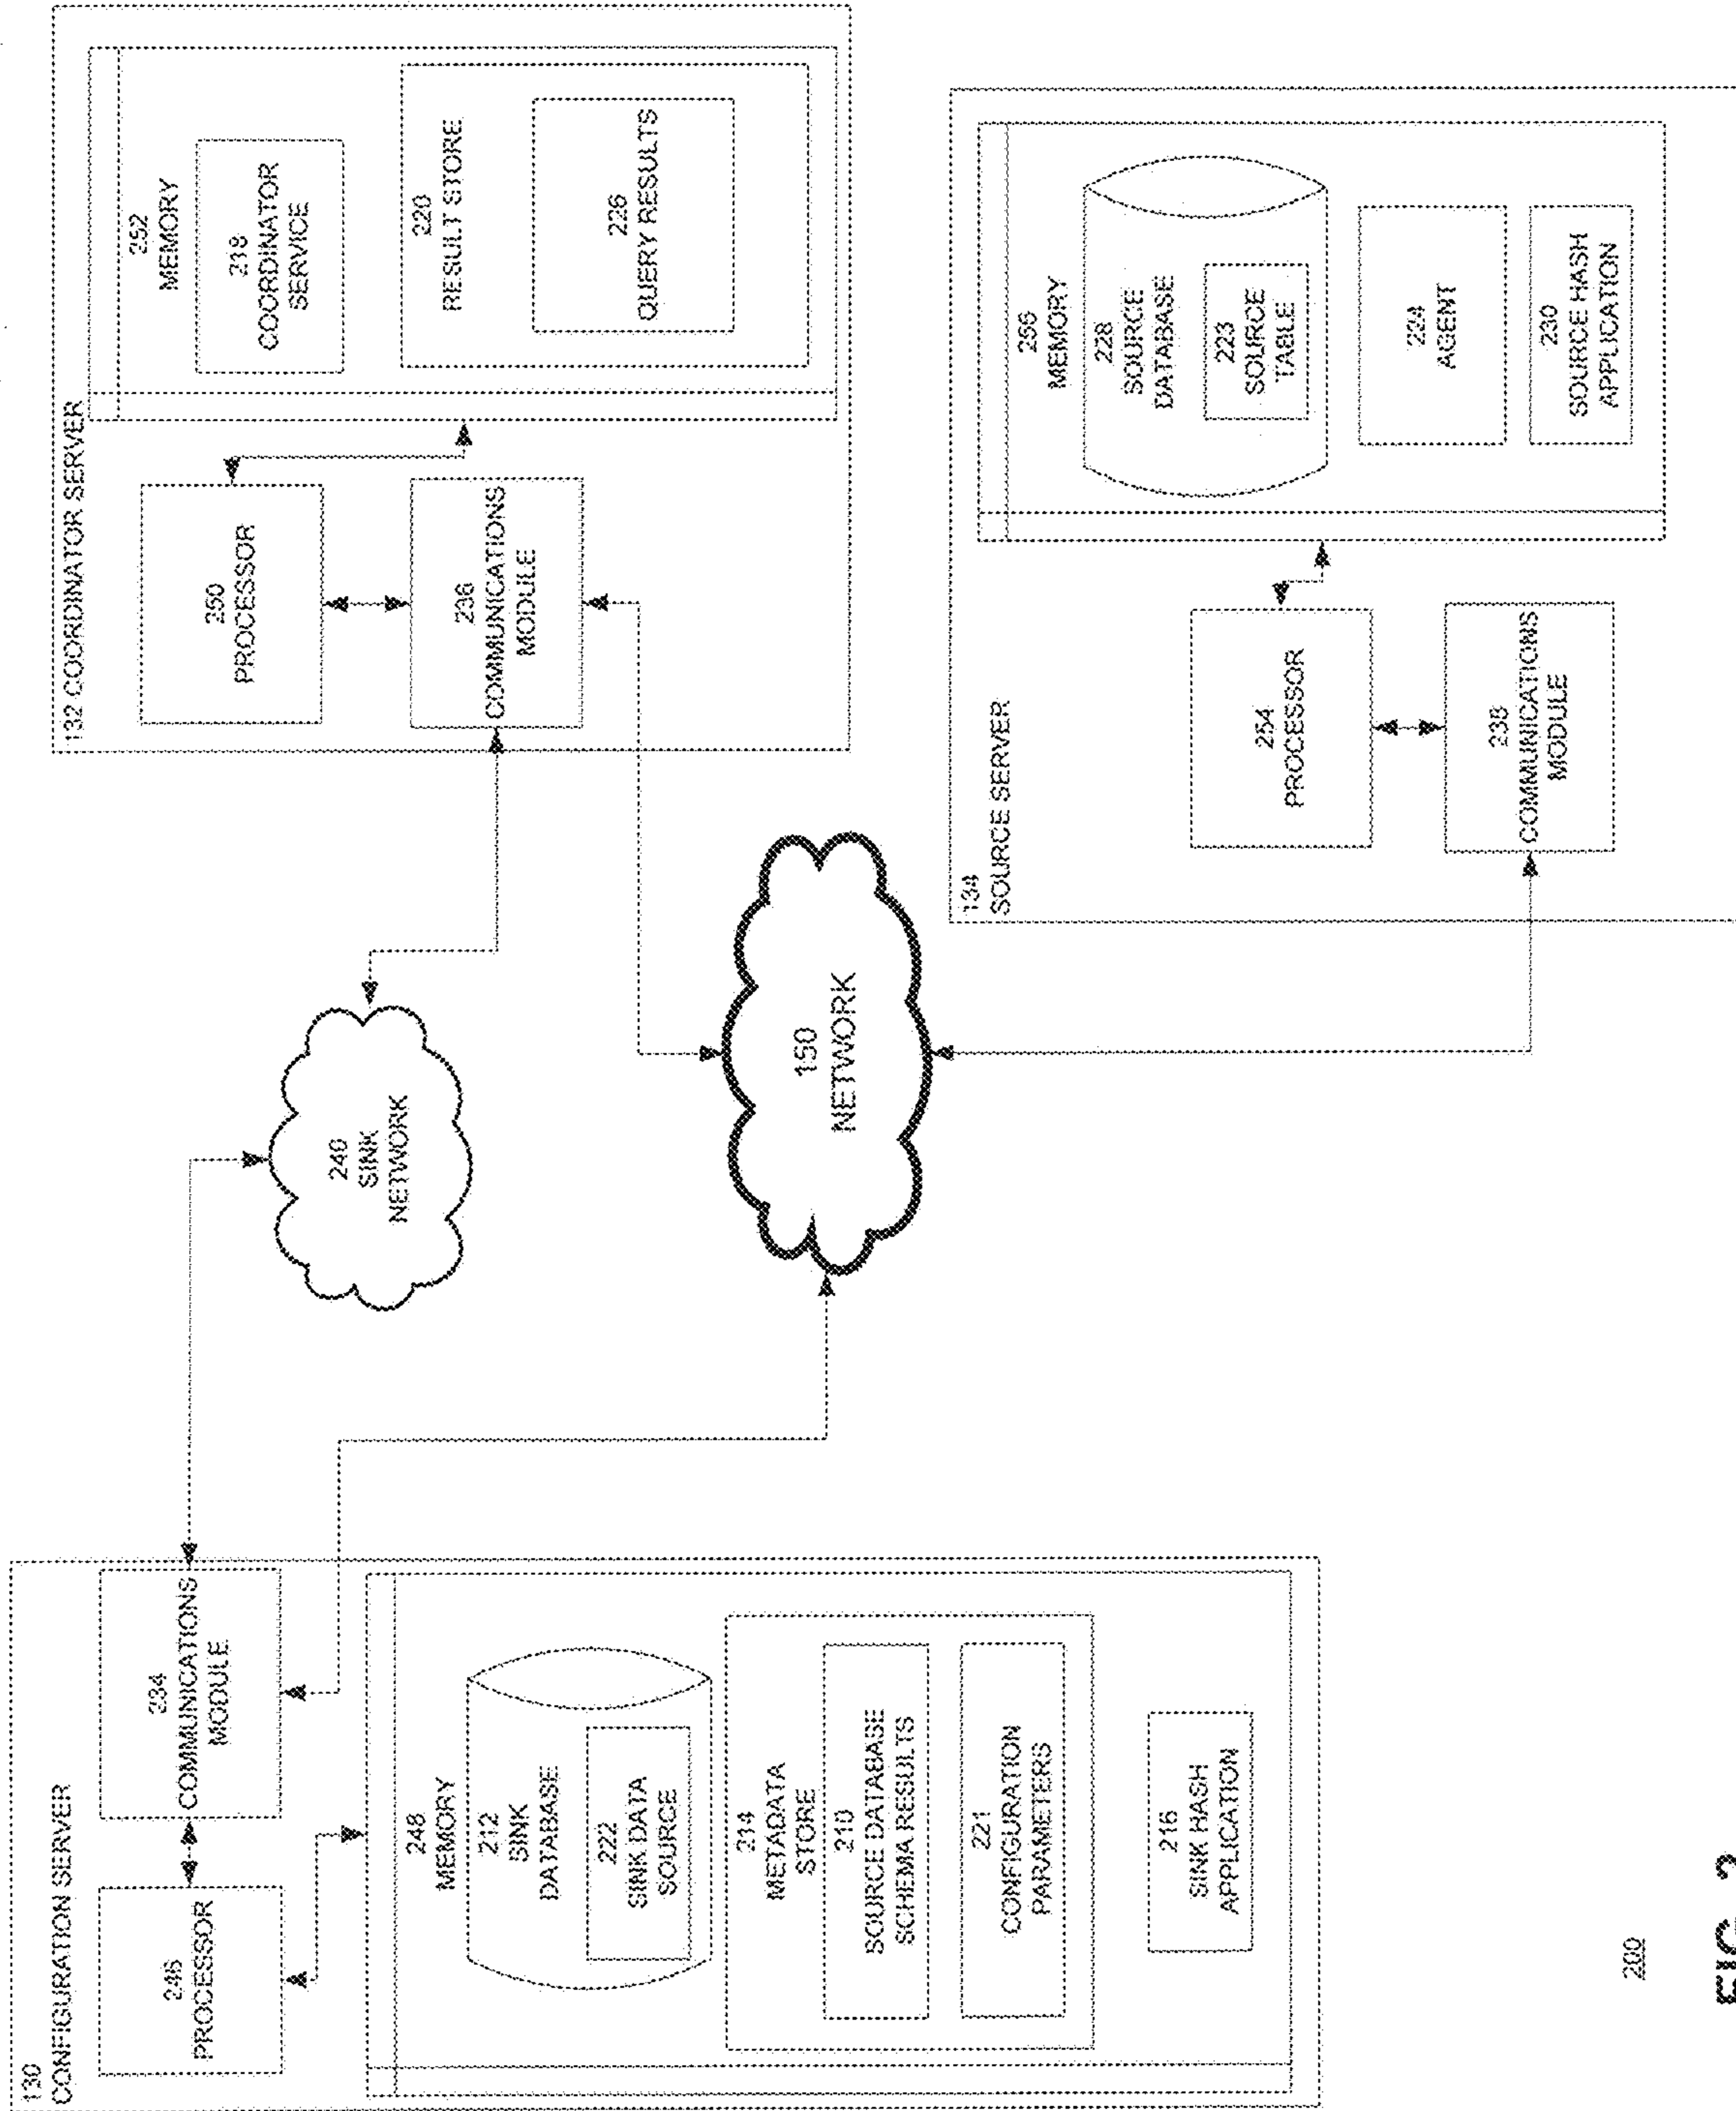 130
CONFIGURATION SERVER
246
PROCESSOR
234
COMMUNICATIONS
MODULE
248
MEMORY
212
SINK
DATABASE
222
SINK DATA
SOURCE
214
METADATA
STORE
210
SOURCE DATABASE
SCHEMA RESULTS
221
CONFIGURATION
PARAMETERS
216
SINK HASH
APPLICATION
240
SINK
NETWORK
150
NETWORK
132 COORDINATOR SERVER
250
PROCESSOR
236
COMMUNICATIONS
MODULE
252
MEMORY
218
COORDINATOR
SERVICE
220
RESULT STORE
226
QUERY RESULTS
134
SOURCE SERVER
254
PROCESSOR
238
COMMUNICATIONS
MODULE
256
MEMORY
228
SOURCE
DATABASE
223
SOURCE
TABLE
224
AGENT
230
SOURCE HASH
APPLICATION
200
FIG. 2